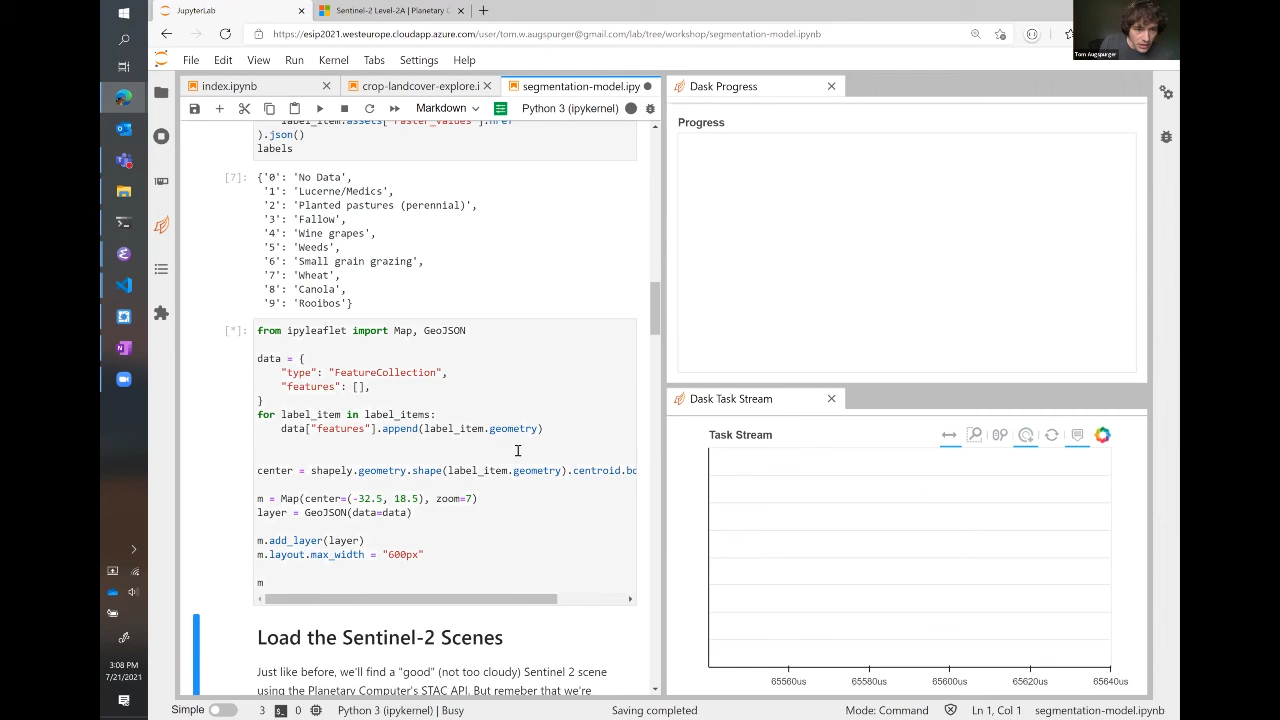 JupyterLab
Sentinel-2 Level-2A | Planetary C
https://esip2021.westeurope.cloudapp.azure.com/user/tom.w.augspurger@gmail.com/lab/tree/workshop/segmentation-model.ipynb
Tom Augspurger
File Edit View Run Kernel Tabs Settings Help
index.ipynb
crop-landcover-explore.i
segmentation-model.ipy
Markdown
Python 3 (ipykernel)
label_item.assets["raster_values"].href
).json()
labels
[7]:
{'0': 'No Data',
'1': 'Lucerne/Medics',
'2': 'Planted pastures (perennial)',
'3': 'Fallow',
'4': 'Wine grapes',
'5': 'Weeds',
'6': 'Small grain grazing',
'7': 'Wheat',
'8': 'Canola',
'9': 'Rooibos'}
[*]:
from ipyleaflet import Map, GeoJSON
data = {
"type": "FeatureCollection",
"features": [],
}
for label_item in label_items:
data["features"].append(label_item.geometry)
center = shapely.geometry.shape(label_item.geometry).centroid.bo
m = Map(center=(-32.5, 18.5), zoom=7)
layer = GeoJSON(data=data)
m.add_layer(layer)
m.layout.max_width = "600px"
m
Load the Sentinel-2 Scenes
Just like before, we'll find a "good" (not too cloudy) Sentinel 2 scene
using the Planetary Computer's STAC API. But remeber that we're
Dask Progress
Progress
Dask Task Stream
Task Stream
65560us 65580us 65600us 65620us 65640us
3:08 PM
7/21/2021
Simple
3
0
Python 3 (ipykernel) | Busy
Saving completed
Mode: Command
Ln 1, Col 1
segmentation-model.ipynb